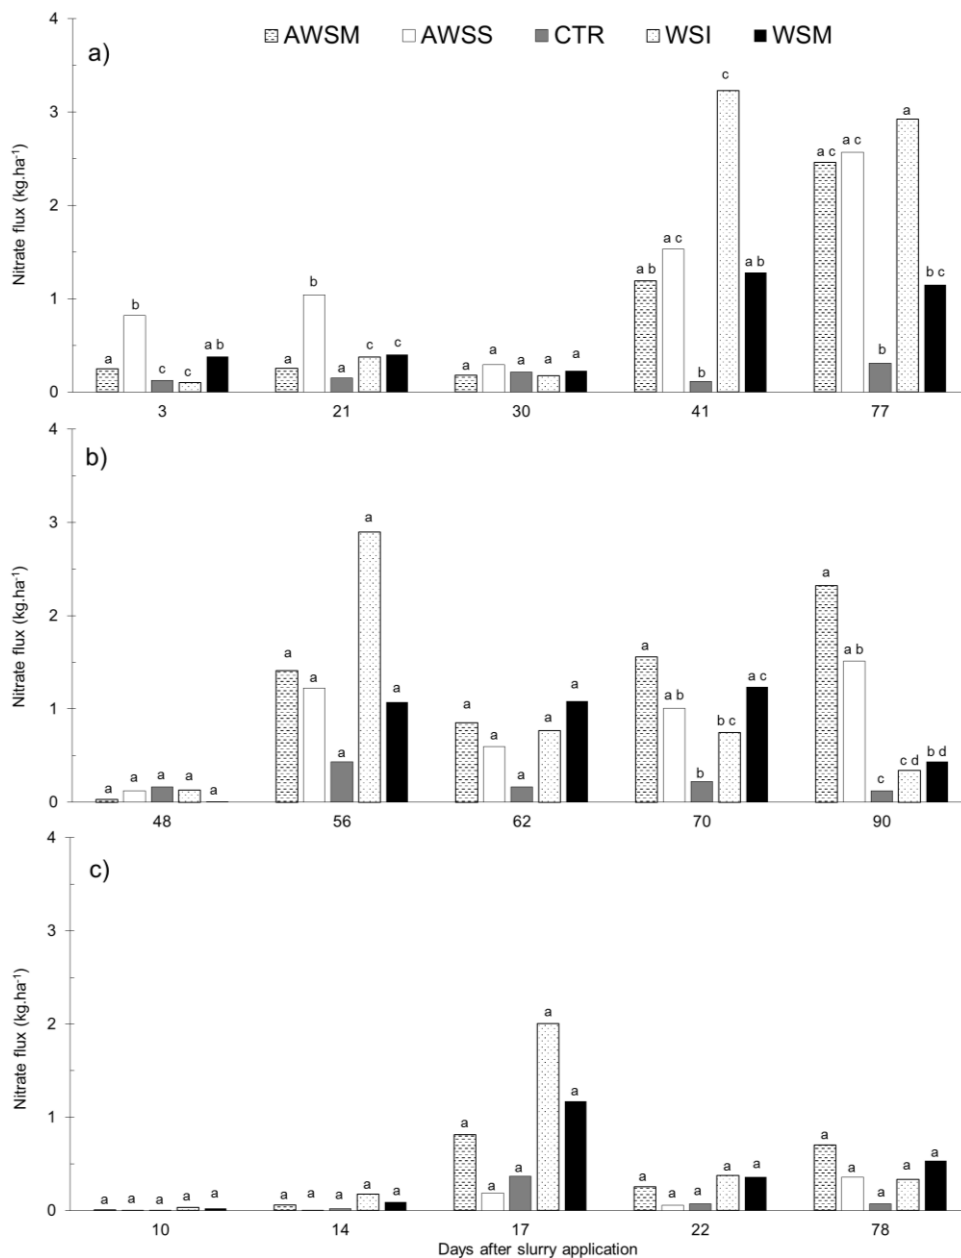 AWSM AWSS CTR WSI WSM
a)
Nitrate flux (kg.ha⁻¹)
4
3
2
1
0
a b c c a b
a b a c c
a a a a a
a b a c b c a b
a c a c b a b c
3 21 30 41 77
b)
Nitrate flux (kg.ha⁻¹)
4
3
2
1
0
a a a a a
a a a a a
a a a a a
a a b b b c a c
a a b c c d b d
48 56 62 70 90
c)
Nitrate flux (kg.ha⁻¹)
4
3
2
1
0
a a a a a
a a a a a
a a a a a
a a a a a
a a a a a
10 14 17 22 78
Days after slurry application